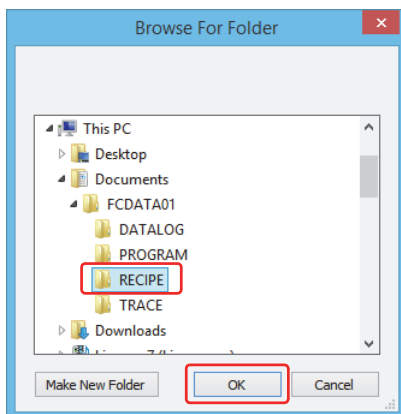 Browse For Folder
This PC
Desktop
Documents
FCDATA01
DATALOG
PROGRAM
RECIPE
TRACE
Downloads
Make New Folder
OK
Cancel